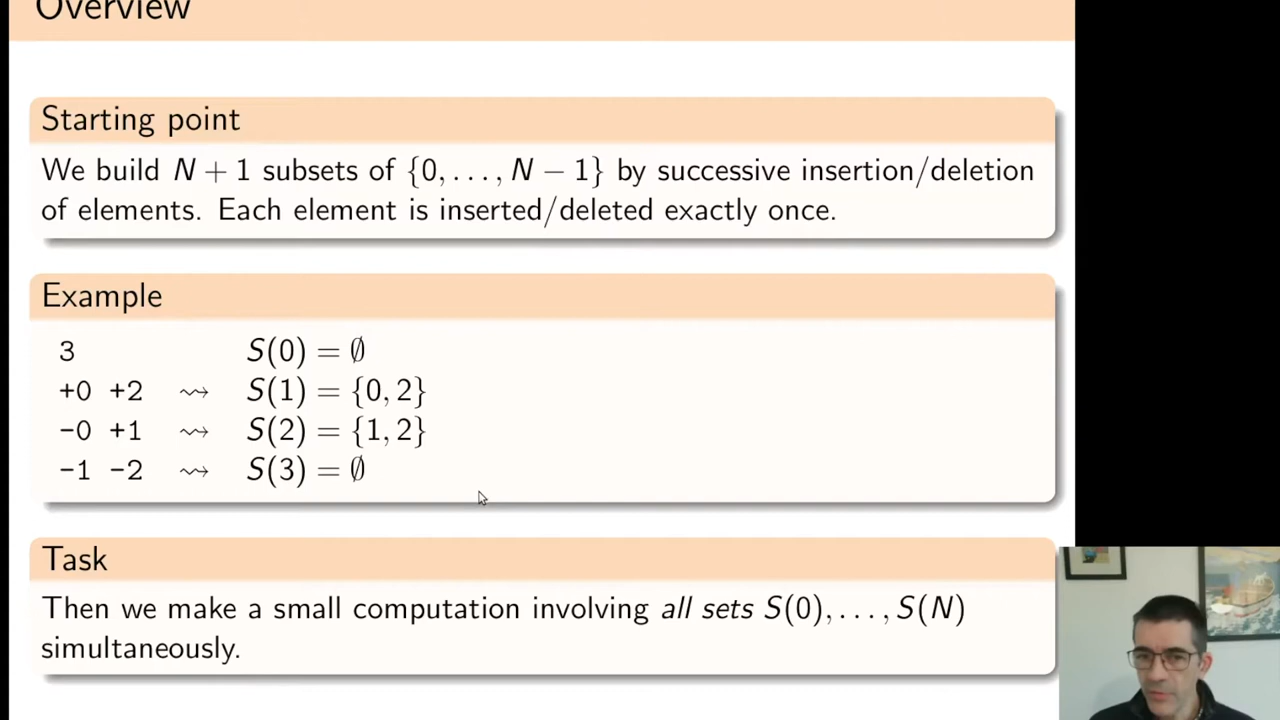 Overview
Starting point
We build N + 1 subsets of {0, . . . , N − 1} by successive insertion/deletion
of elements. Each element is inserted/deleted exactly once.
Example
3 S(0) = ∅
+0 +2 ⇝ S(1) = {0, 2}
-0 +1 ⇝ S(2) = {1, 2}
-1 -2 ⇝ S(3) = ∅
Task
Then we make a small computation involving all sets S(0), . . . , S(N)
simultaneously.